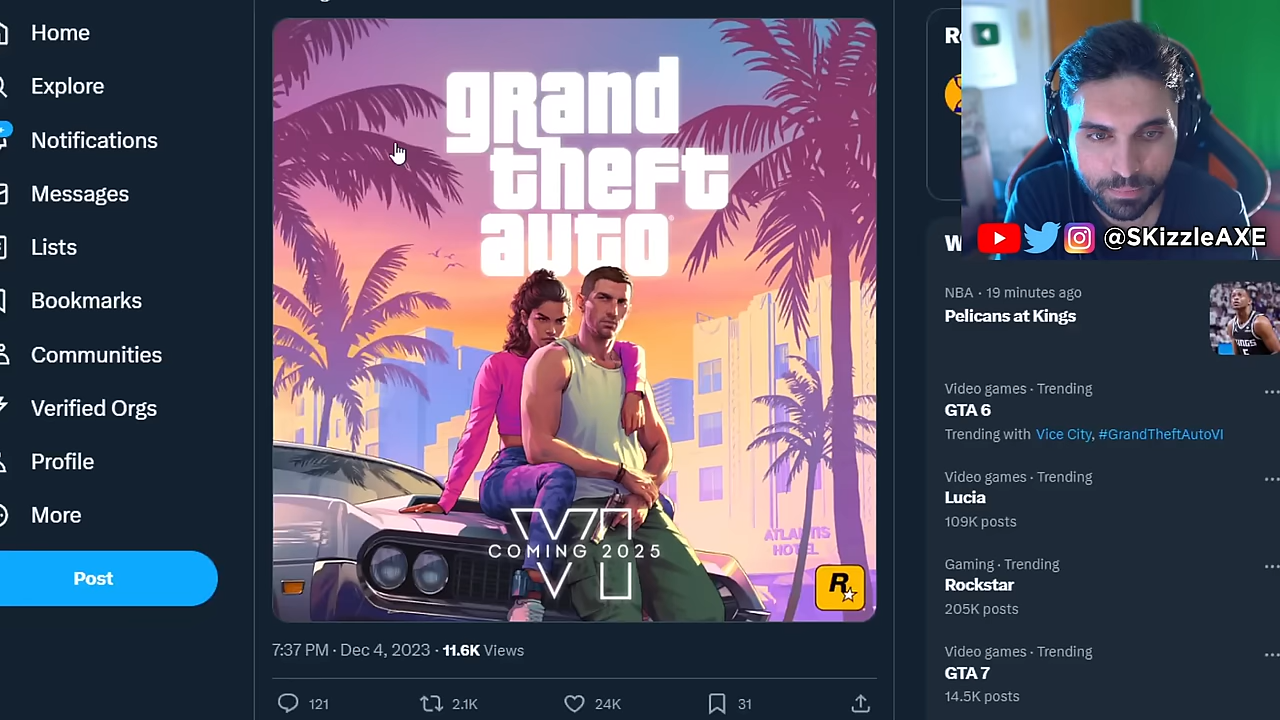 Home
Explore
Notifications
Messages
Lists
Bookmarks
Communities
Verified Orgs
Profile
More
Post
grand
theft
auto
VI
COMING 2025
ATLANTIS
HOTEL
R
7:37 PM · Dec 4, 2023 · 11.6K Views
121
2.1K
24K
31
@SKizzleAXE
NBA · 19 minutes ago
Pelicans at Kings
Video games · Trending
GTA 6
Trending with Vice City, #GrandTheftAutoVI
Video games · Trending
Lucia
109K posts
Gaming · Trending
Rockstar
205K posts
Video games · Trending
GTA 7
14.5K posts